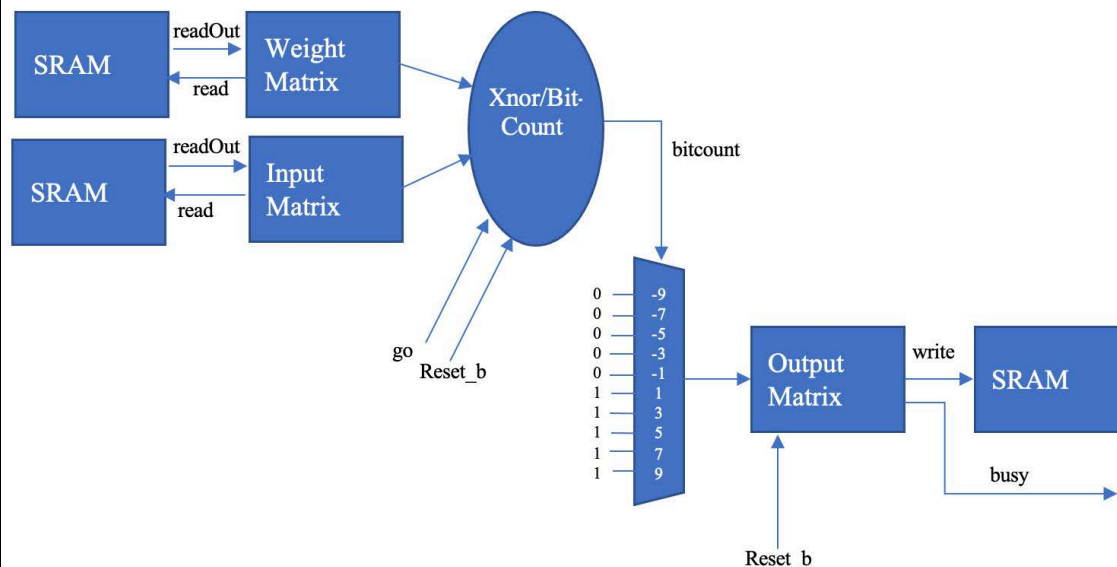 SRAM
readOut
read
Weight
Matrix
SRAM
readOut
read
Input
Matrix
Xnor/Bit-
Count
bitcount
go
Reset_b
0 -9
0 -7
0 -5
0 -3
0 -1
1 1
1 3
1 5
1 7
1 9
Output
Matrix
write
SRAM
busy
Reset_b